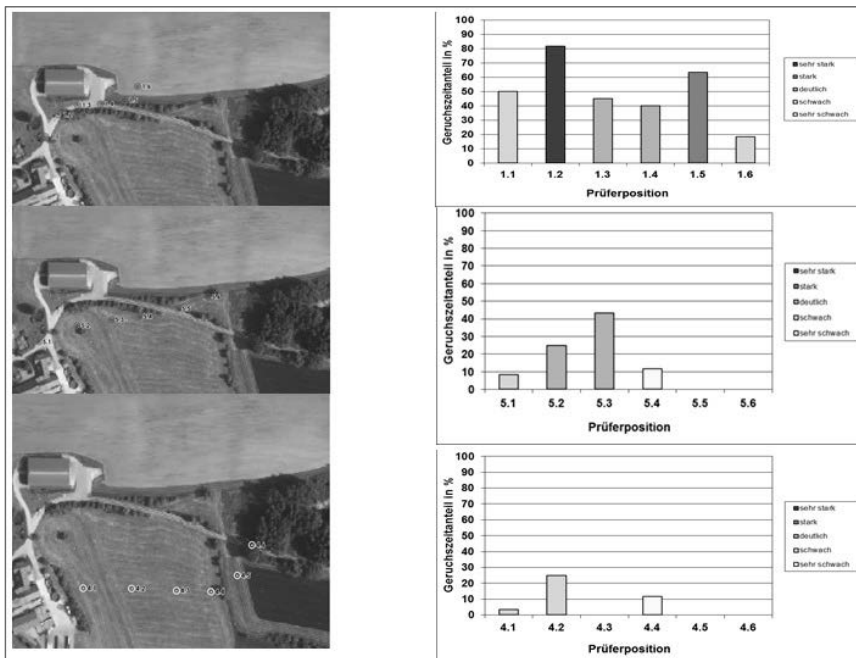 Geruchszeitanteil in %
100
90
80
70
60
50
40
30
20
10
0
1.1 1.2 1.3 1.4 1.5 1.6
Prüferposition
sehr stark
stark
deutlich
schwach
sehr schwach
Geruchszeitanteil in %
100
90
80
70
60
50
40
30
20
10
0
5.1 5.2 5.3 5.4 5.5 5.6
Prüferposition
sehr stark
stark
deutlich
schwach
sehr schwach
Geruchszeitanteil in %
100
90
80
70
60
50
40
30
20
10
0
4.1 4.2 4.3 4.4 4.5 4.6
Prüferposition
sehr stark
stark
deutlich
schwach
sehr schwach